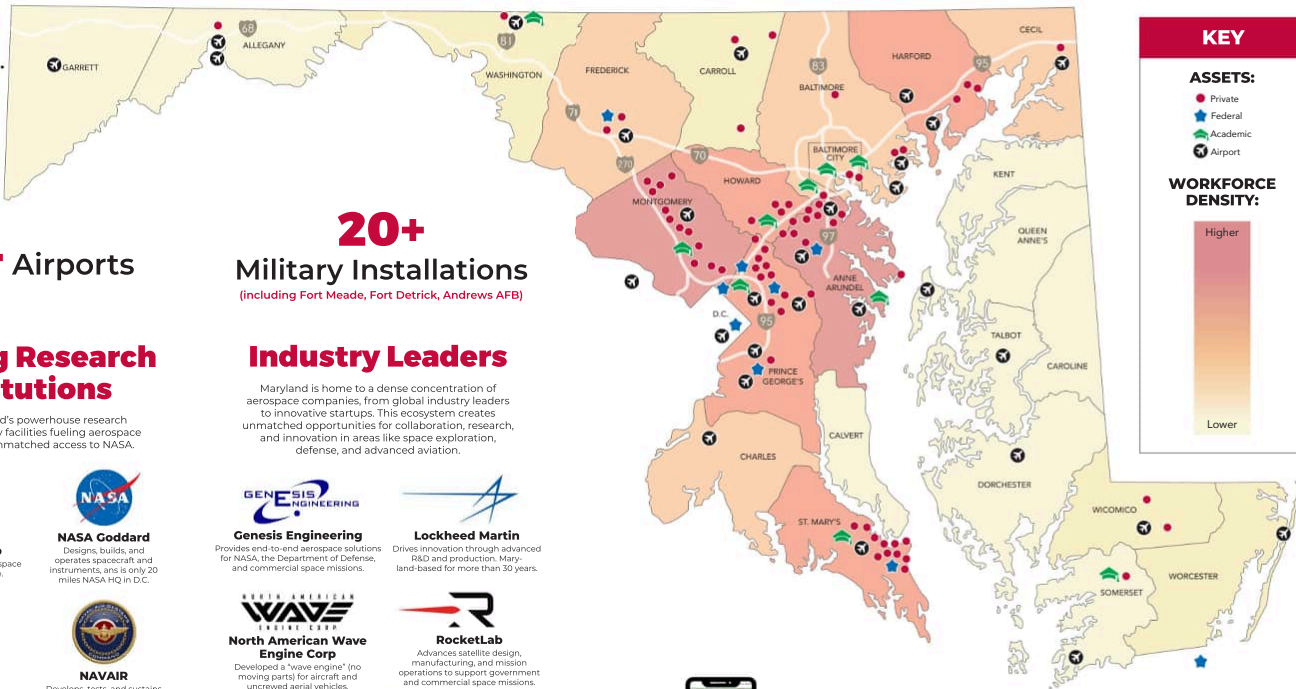 Airports
g Research
tutions
d's powerhouse research
y facilities fueling aerospace
nmatched access to NASA.
NASA
NASA Goddard
Designs, builds, and
operates spacecraft and
instruments, ans is only 20
miles NASA HQ in D.C.
space
NAVAIR
20+
Military Installations
(including Fort Meade, Fort Detrick, Andrews AFB)
Industry Leaders
Maryland is home to a dense concentration of
aerospace companies, from global industry leaders
to innovative startups. This ecosystem creates
unmatched opportunities for collaboration, research,
and innovation in areas like space exploration,
defense, and advanced aviation.
GENESIS
ENGINEERING
Genesis Engineering
Provides end-to-end aerospace solutions
for NASA, the Department of Defense,
and commercial space missions.
Lockheed Martin
Drives innovation through advanced
R&D and production. Mary-
land-based for more than 30 years.
NORTH AMERICAN
WAVE
ENGINE CORP.
North American Wave
Engine Corp
Developed a "wave engine" (no
moving parts) for aircraft and
uncrewed aerial vehicles.
RocketLab
Advances satellite design,
manufacturing, and mission
operations to support government
and commercial space missions.
GARRETT
68
ALLEGANY
81
WASHINGTON
FREDERICK
71
270
CARROLL
70
83
BALTIMORE
HARFORD
95
CECIL
BALTIMORE
CITY
HOWARD
MONTGOMERY
97
ANNE
ARUNDEL
D.C.
95
PRINCE
GEORGE'S
KENT
QUEEN
ANNE'S
TALBOT
CAROLINE
CALVERT
CHARLES
DORCHESTER
ST. MARY'S
WICOMICO
WORCESTER
SOMERSET
KEY
ASSETS:
Private
Federal
Academic
Airport
WORKFORCE
DENSITY:
Higher
Lower